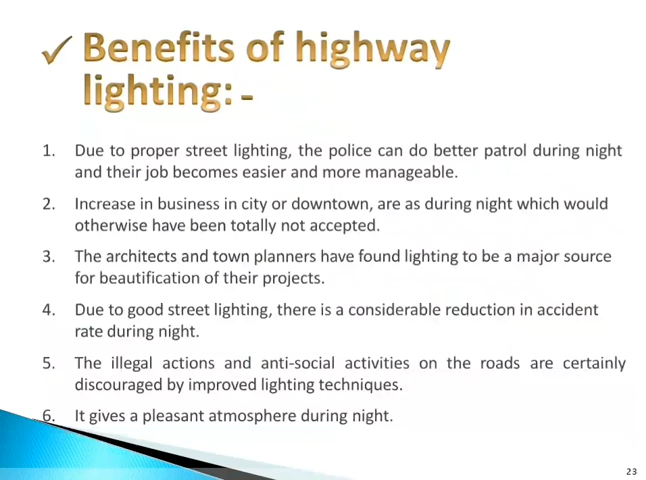 ✓ Benefits of highway
lighting: -
1. Due to proper street lighting, the police can do better patrol during night
and their job becomes easier and more manageable.
2. Increase in business in city or downtown, are as during night which would
otherwise have been totally not accepted.
3. The architects and town planners have found lighting to be a major source
for beautification of their projects.
4. Due to good street lighting, there is a considerable reduction in accident
rate during night.
5. The illegal actions and anti-social activities on the roads are certainly
discouraged by improved lighting techniques.
6. It gives a pleasant atmosphere during night.
23